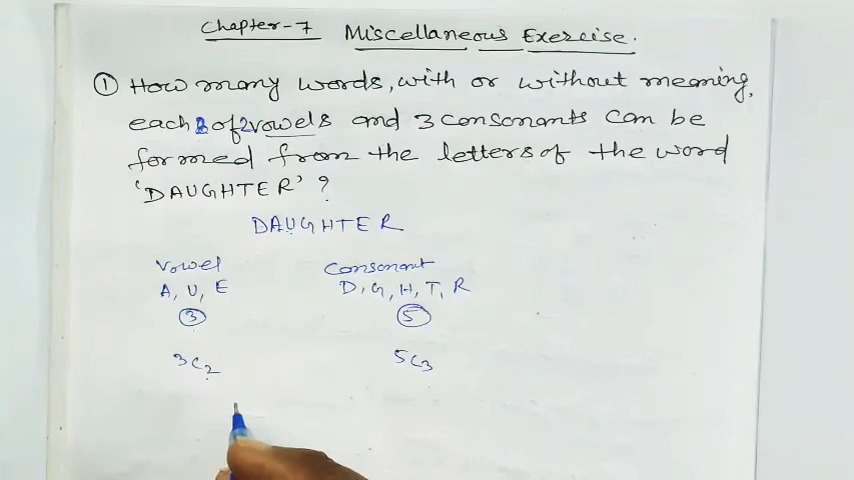 Chapter-7 Miscellaneous Exercise.
① How many words, with or without meaning,
each of 2 vowels and 3 consonants can be
formed from the letters of the word
'DAUGHTER' ?
DAUGHTER
Vowel Consonant
A, U, E D, G, H, T, R
③ ⑤
³C₂ ⁵C₃